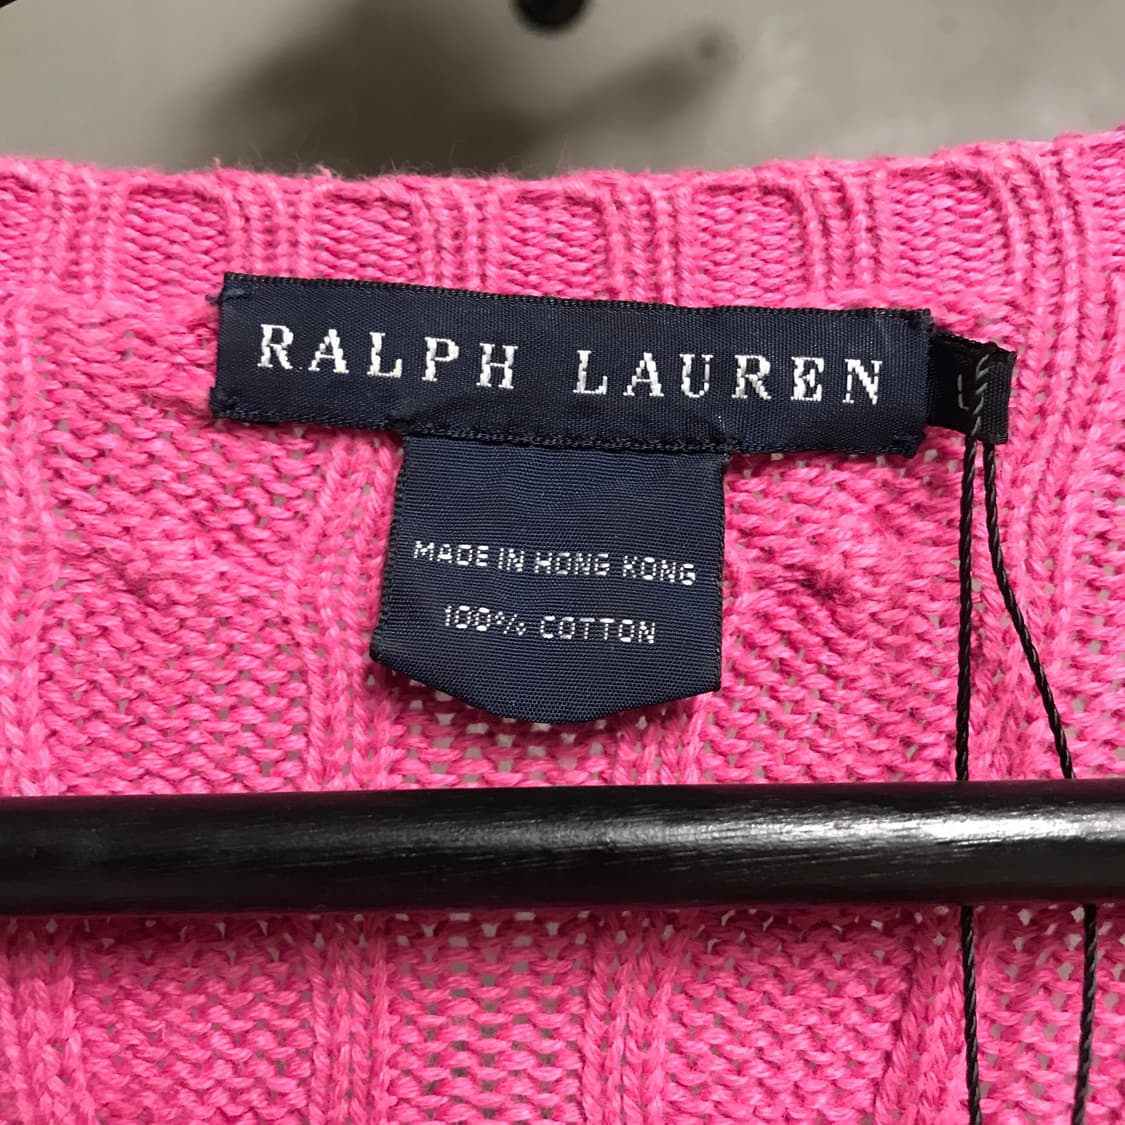 RALPH LAUREN
L
MADE IN HONG KONG
100% COTTON